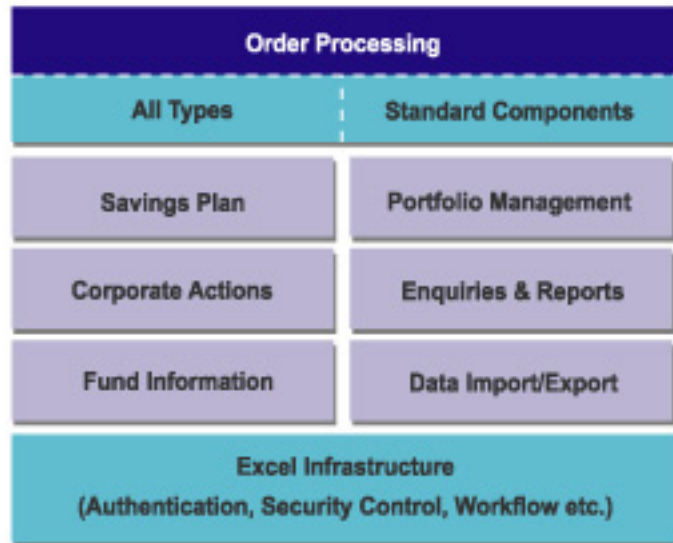 Order Processing
All Types
Standard Components
Savings Plan
Portfolio Management
Corporate Actions
Enquiries & Reports
Fund Information
Data Import/Export
Excel Infrastructure
(Authentication, Security Control, Workflow etc.)